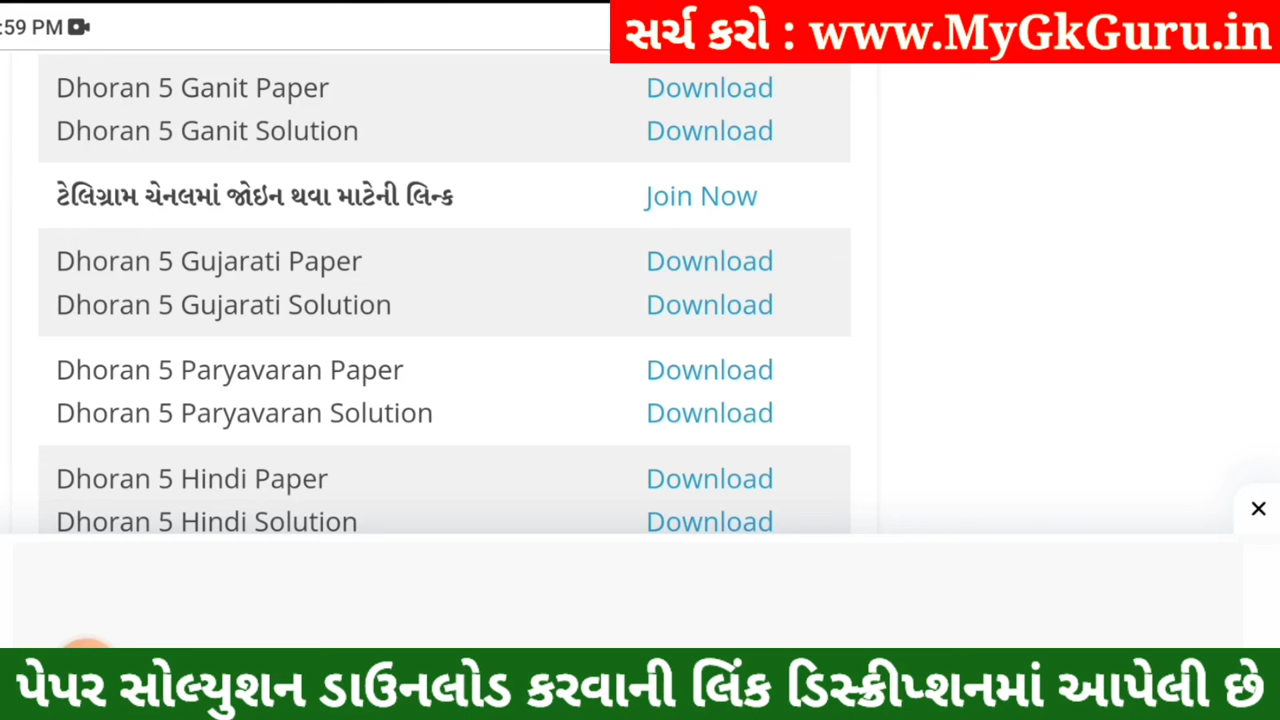 :59 PM
સર્ચ કરો : www.MyGkGuru.in
Dhoran 5 Ganit Paper Download
Dhoran 5 Ganit Solution Download
ટેલિગ્રામ ચેનલમાં જોઇન થવા માટેની લિન્ક Join Now
Dhoran 5 Gujarati Paper Download
Dhoran 5 Gujarati Solution Download
Dhoran 5 Paryavaran Paper Download
Dhoran 5 Paryavaran Solution Download
Dhoran 5 Hindi Paper Download
Dhoran 5 Hindi Solution Download
પેપર સોલ્યુશન ડાઉનલોડ કરવાની લિંક ડિસ્ક્રીપ્શનમાં આપેલી છે